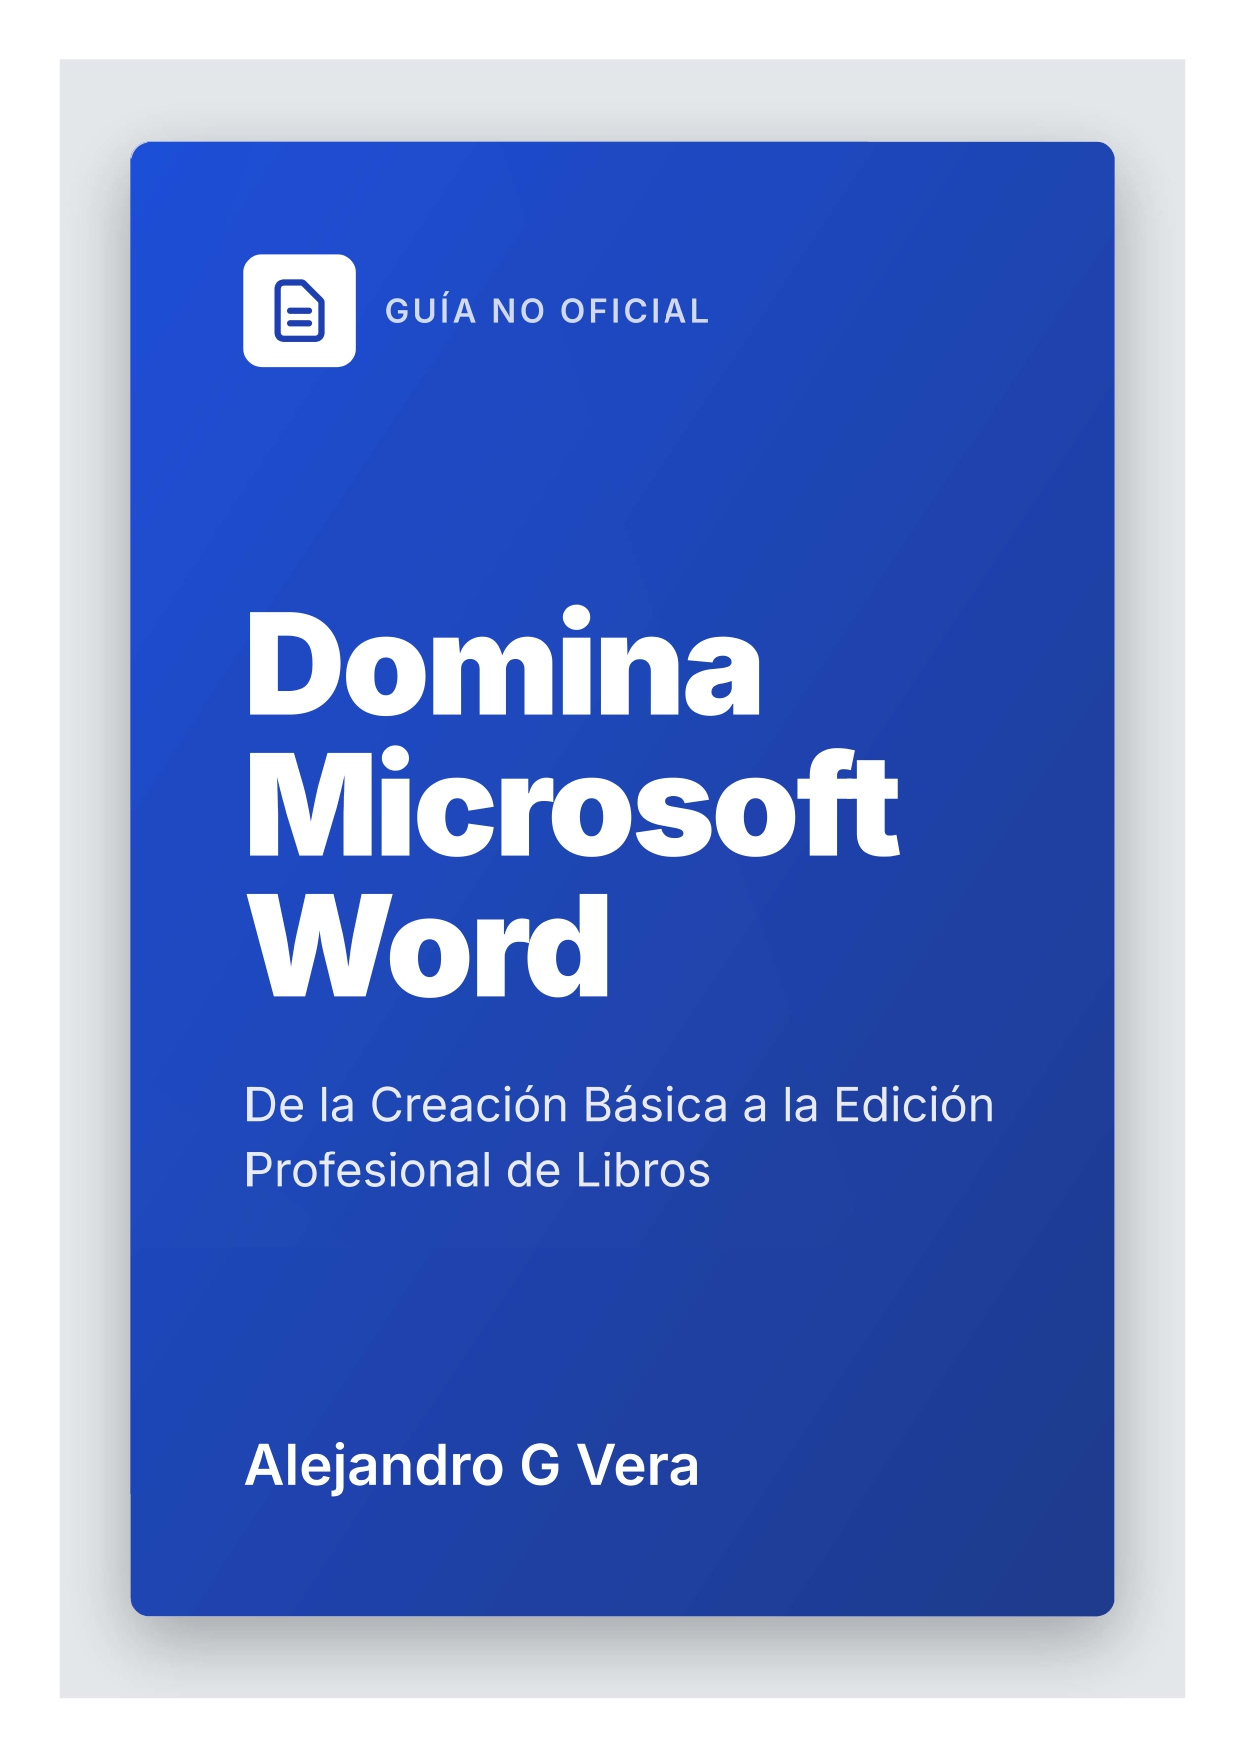 GUÍA NO OFICIAL
Domina
Microsoft
Word
De la Creación Básica a la Edición
Profesional de Libros
Alejandro G Vera